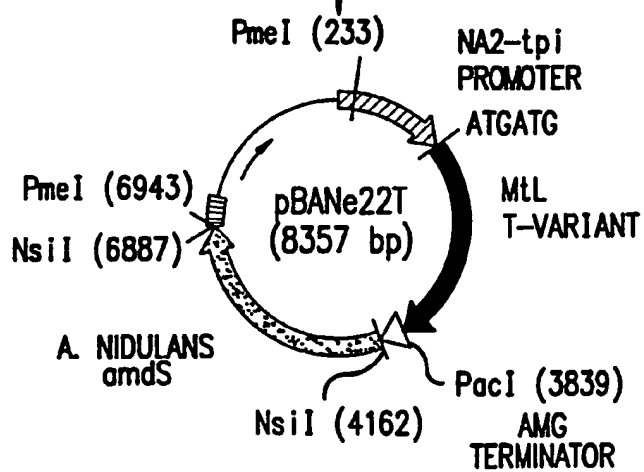 PmeI (233)
NA2-tpi
PROMOTER
ATGATG
MtL
T-VARIANT
pBANe22T
(8357 bp)
PmeI (6943)
NsiI (6887)
A. NIDULANS
amdS
NsiI (4162)
PacI (3839)
AMG
TERMINATOR